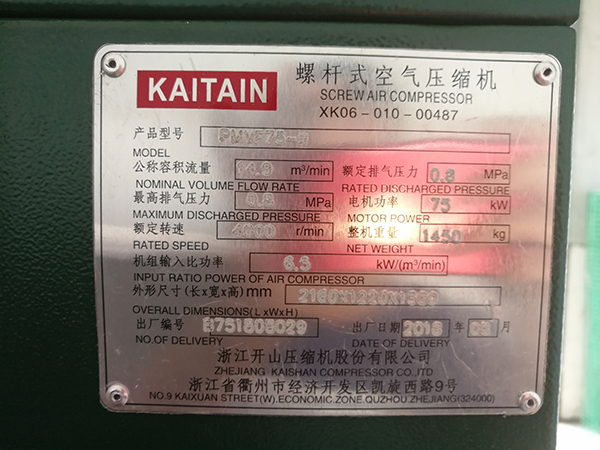 KAITAIN
螺杆式空气压缩机
SCREW AIR COMPRESSOR
XK06-010-00487
产品型号
MODEL
公称容积流量 m³/min 额定排气压力 0.8 MPa
NOMINAL VOLUME FLOW RATE RATED DISCHARGED PRESSURE
最高排气压力 MPa 电机功率 75 kW
MAXIMUM DISCHARGED PRESSURE MOTOR POWER
额定转速 r/min 整机重量 1450 kg
RATED SPEED NET WEIGHT
机组输入比功率 kW/(m³/min)
INPUT RATIO POWER OF AIR COMPRESSOR
外形尺寸(长x宽x高)mm
OVERALL DIMENSIONS(LxWxH)
出厂编号 出厂日期 年 月
NO.OF DELIVERY DATE OF DELIVERY
浙江开山压缩机股份有限公司
ZHEJIANG KAISHAN COMPRESSOR CO.,LTD
浙江省衢州市经济开发区凯旋西路9号
NO.9 KAIXUAN STREET(W).ECONOMIC.ZONE.QUZHOU.ZHEJIANG(324000)